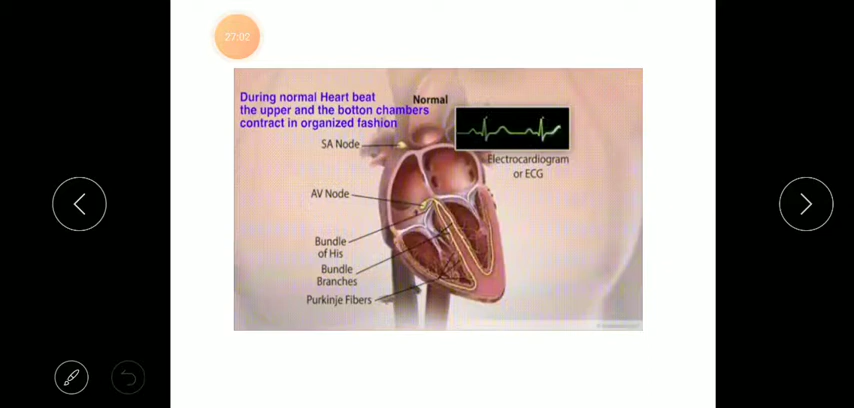 27:02
During normal Heart beat
the upper and the botton chambers
contract in organized fashion
Normal
SA Node
Electrocardiogram
or ECG
AV Node
Bundle
of His
Bundle
Branches
Purkinje Fibers